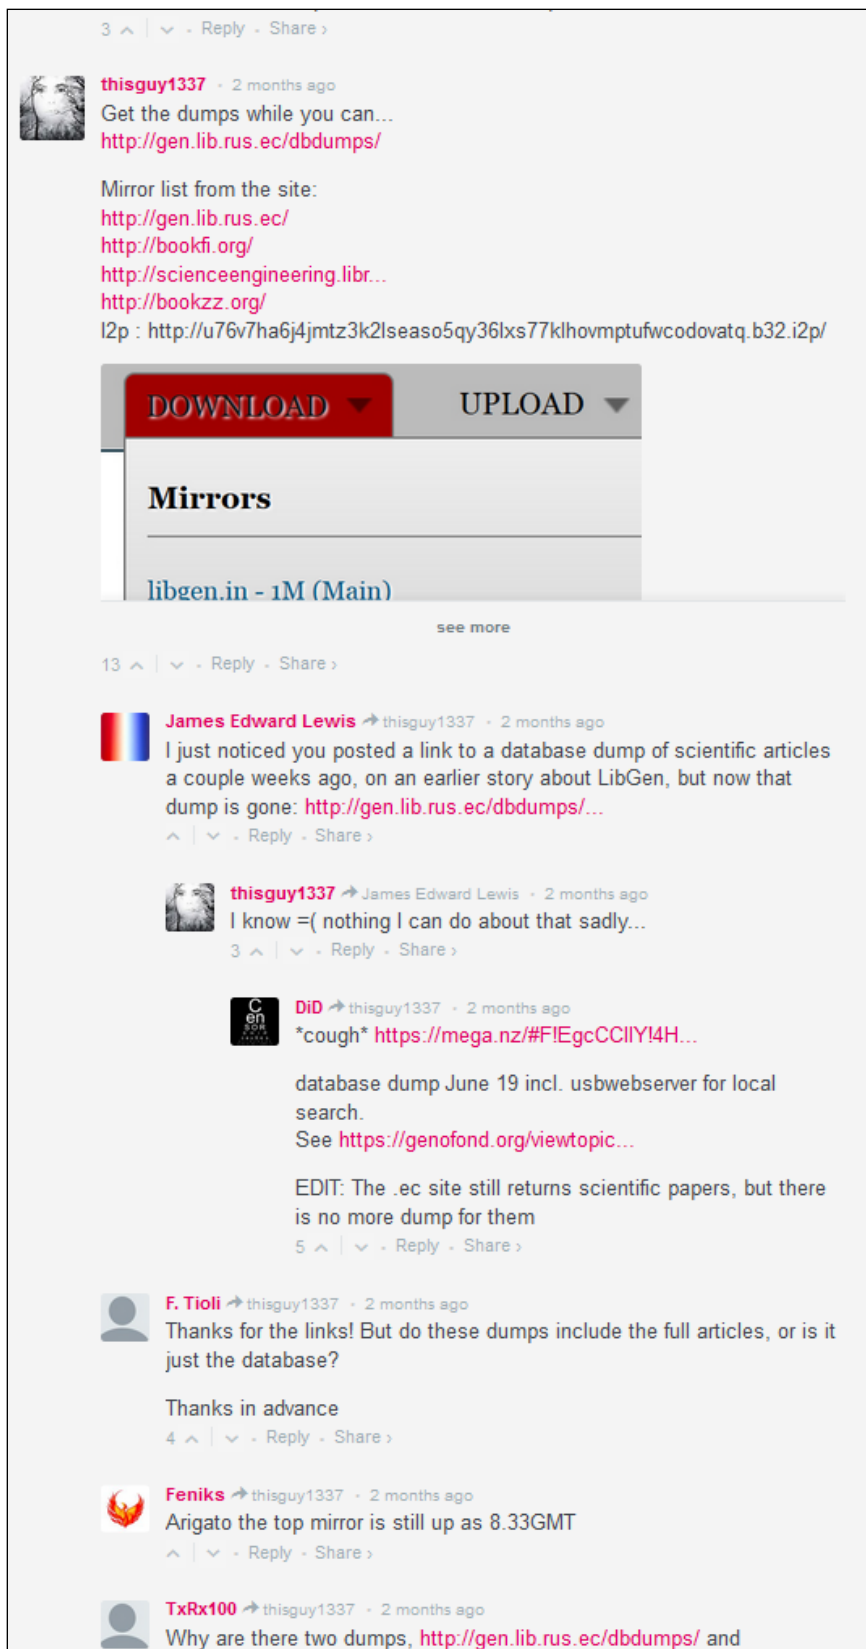 3 Reply Share ›
thisguy1337 • 2 months ago
Get the dumps while you can...
http://gen.lib.rus.ec/dbdumps/
Mirror list from the site:
http://gen.lib.rus.ec/
http://bookfi.org/
http://scienceengineering.libr...
http://bookzz.org/
I2p : http://u76v7ha6j4jmtz3k2lseaso5qy36lxs77klhovmptufwcodovatq.b32.i2p/
DOWNLOAD UPLOAD
Mirrors
libgen.in - 1M (Main)
see more
13 • Reply • Share ›
James Edward Lewis thisguy1337 • 2 months ago
I just noticed you posted a link to a database dump of scientific articles
a couple weeks ago, on an earlier story about LibGen, but now that
dump is gone: http://gen.lib.rus.ec/dbdumps/...
• Reply • Share ›
thisguy1337 James Edward Lewis • 2 months ago
I know =( nothing I can do about that sadly...
3 • Reply • Share ›
CenSOR
DiD thisguy1337 • 2 months ago
*cough* https://mega.nz/#F!EgcCCIIY!4H...
database dump June 19 incl. usbwebserver for local
search.
See https://genofond.org/viewtopic...
EDIT: The .ec site still returns scientific papers, but there
is no more dump for them
5 • Reply • Share ›
F. Tioli thisguy1337 • 2 months ago
Thanks for the links! But do these dumps include the full articles, or is it
just the database?
Thanks in advance
4 • Reply • Share ›
Feniks thisguy1337 • 2 months ago
Arigato the top mirror is still up as 8.33GMT
• Reply • Share ›
TxRx100 thisguy1337 • 2 months ago
Why are there two dumps, http://gen.lib.rus.ec/dbdumps/ and